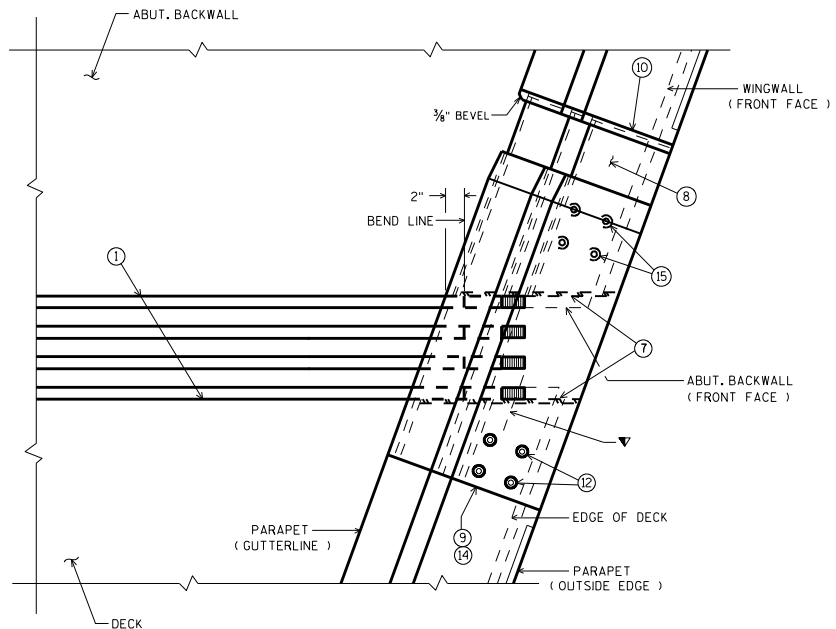 ABUT. BACKWALL
10
WINGWALL
( FRONT FACE )
3/8" BEVEL
8
2"
BEND LINE
1
15
7
ABUT. BACKWALL
( FRONT FACE )
12
EDGE OF DECK
PARAPET
( GUTTERLINE )
9
14
PARAPET
( OUTSIDE EDGE )
DECK